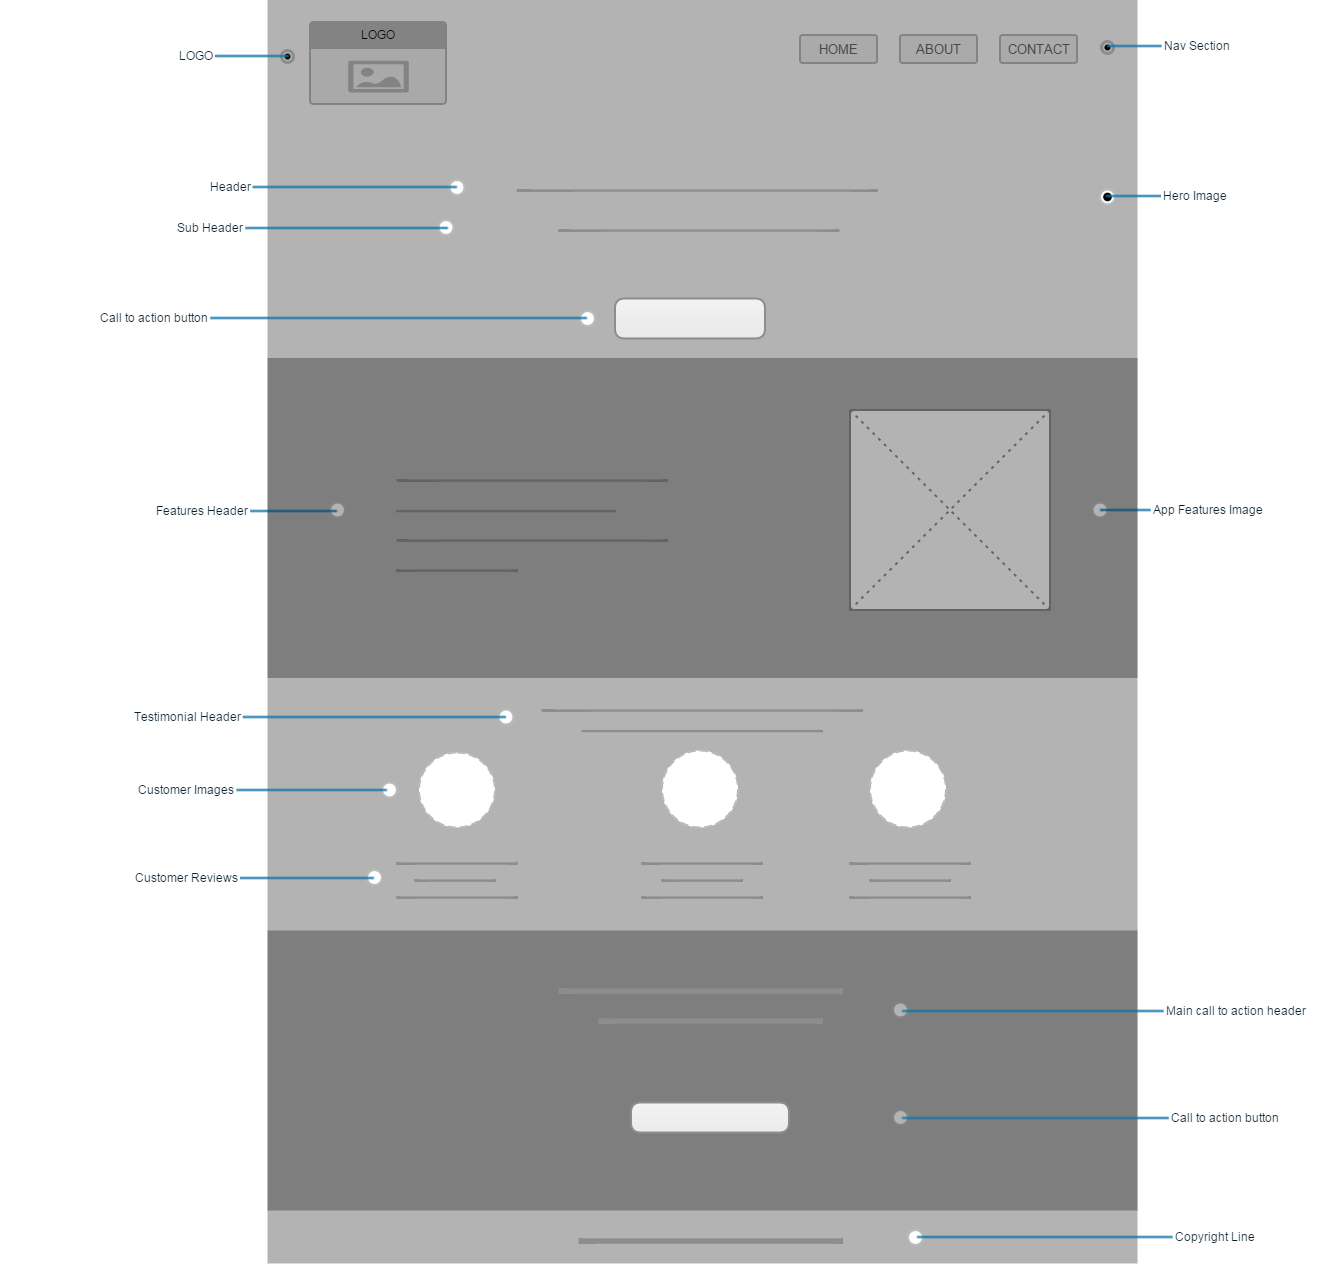 LOGO
HOME
ABOUT
CONTACT
Nav Section
LOGO
Header
Hero Image
Sub Header
Call to action button
Features Header
App Features Image
Testimonial Header
Customer Images
Customer Reviews
Main call to action header
Call to action button
Copyright Line